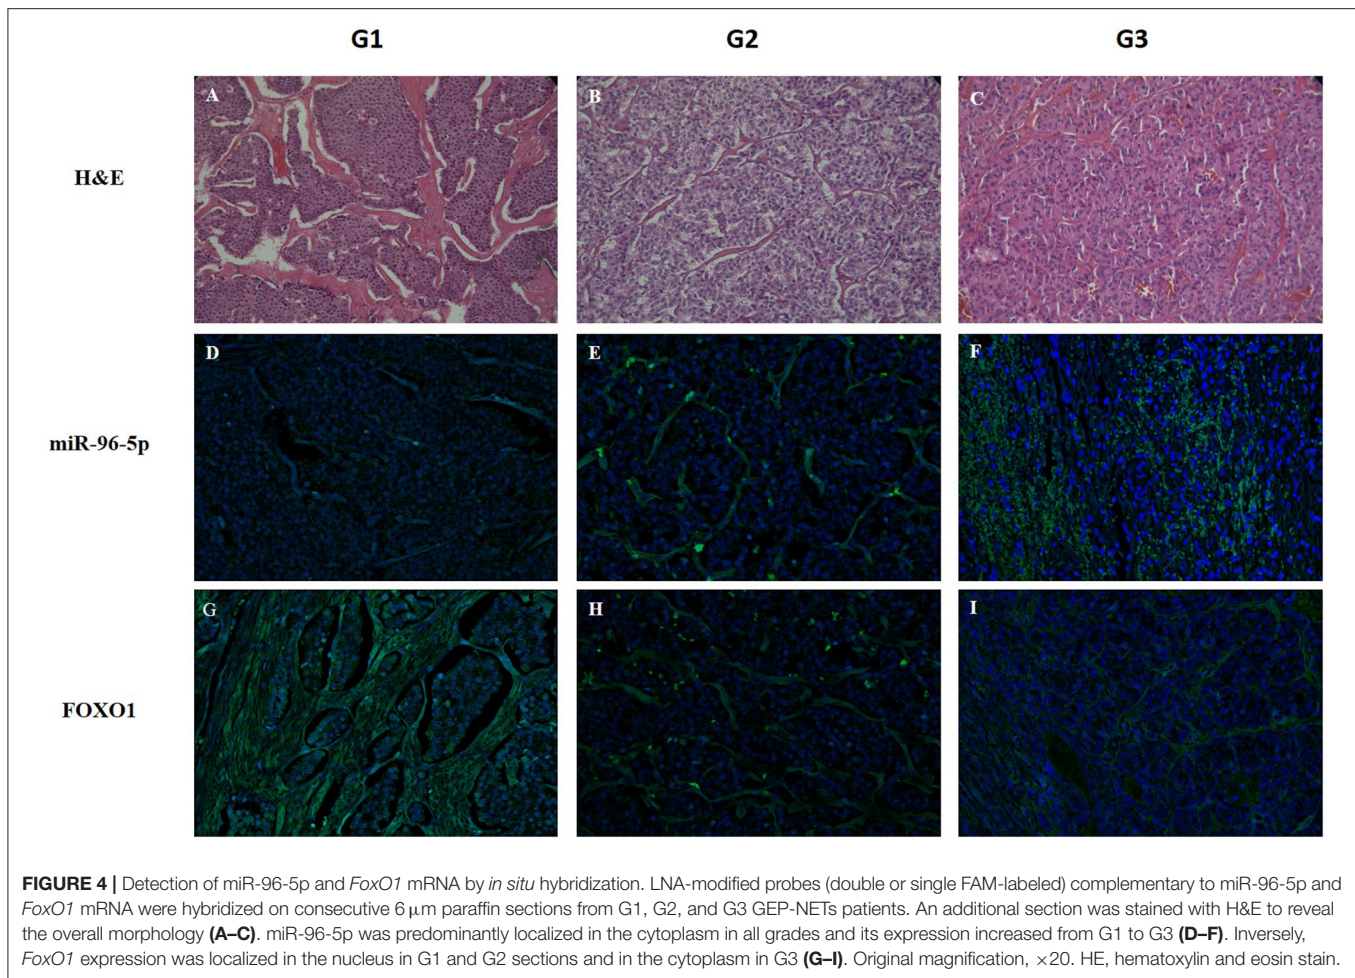 G1 G2 G3
H&E A B C
miR-96-5p D E F
FOXO1 G H I
FIGURE 4 | Detection of miR-96-5p and FoxO1 mRNA by in situ hybridization. LNA-modified probes (double or single FAM-labeled) complementary to miR-96-5p and
FoxO1 mRNA were hybridized on consecutive 6 μm paraffin sections from G1, G2, and G3 GEP-NETs patients. An additional section was stained with H&E to reveal
the overall morphology (A–C). miR-96-5p was predominantly localized in the cytoplasm in all grades and its expression increased from G1 to G3 (D–F). Inversely,
FoxO1 expression was localized in the nucleus in G1 and G2 sections and in the cytoplasm in G3 (G–I). Original magnification, ×20. HE, hematoxylin and eosin stain.